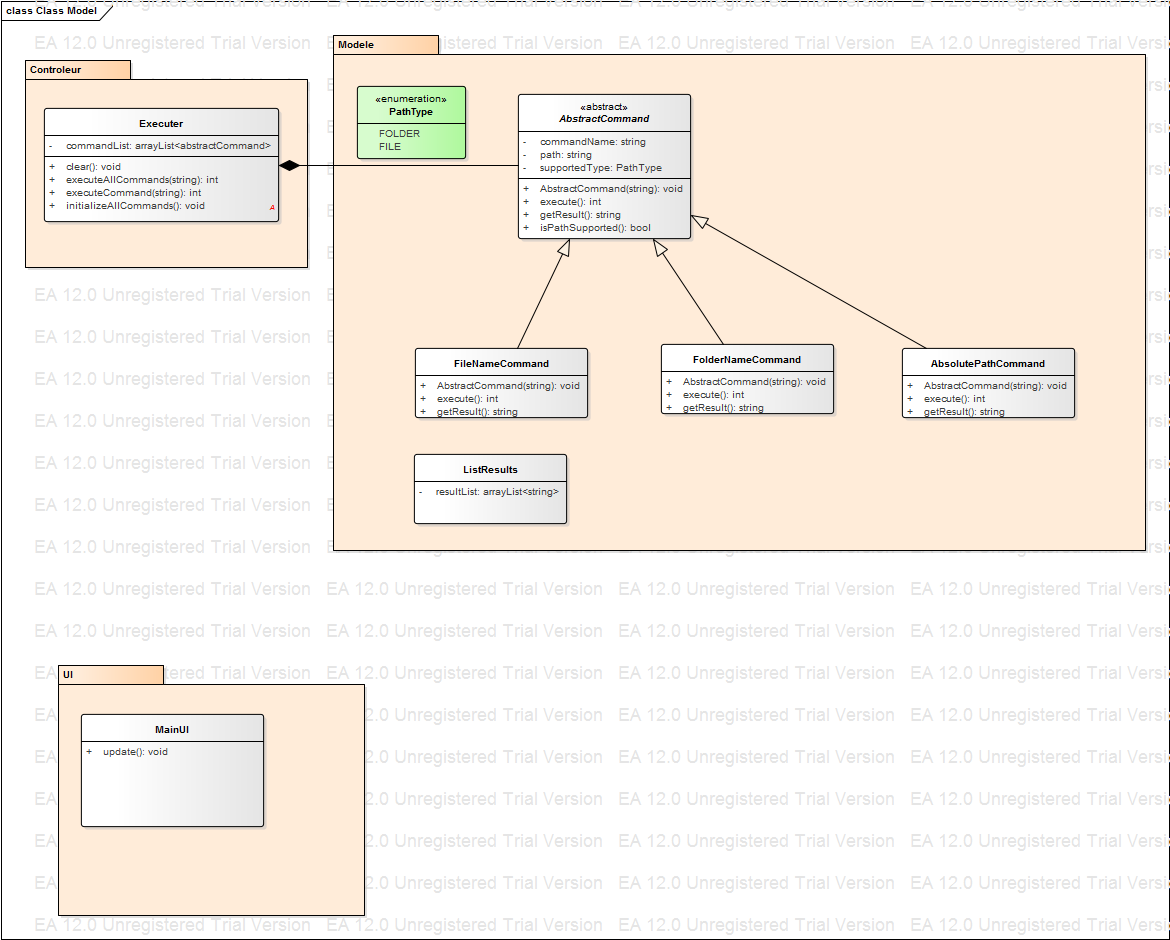 class Class Model
EA 12.0 Unregistered Trial Version
Modele
Controleur
«enumeration»
PathType
FOLDER
FILE
«abstract»
AbstractCommand
- commandName: string
- path: string
- supportedType: PathType
+ AbstractCommand(string): void
+ execute(): int
+ getResult(): string
+ isPathSupported(): bool
Executer
- commandList: arrayList<abstractCommand>
+ clear(): void
+ executeAllCommands(string): int
+ executeCommand(string): int
+ initializeAllCommands(): void
A
FileNameCommand
+ AbstractCommand(string): void
+ execute(): int
+ getResult(): string
FolderNameCommand
+ AbstractCommand(string): void
+ execute(): int
+ getResult(): string
AbsolutePathCommand
+ AbstractCommand(string): void
+ execute(): int
+ getResult(): string
ListResults
- resultList: arrayList<string>
UI
MainUI
+ update(): void